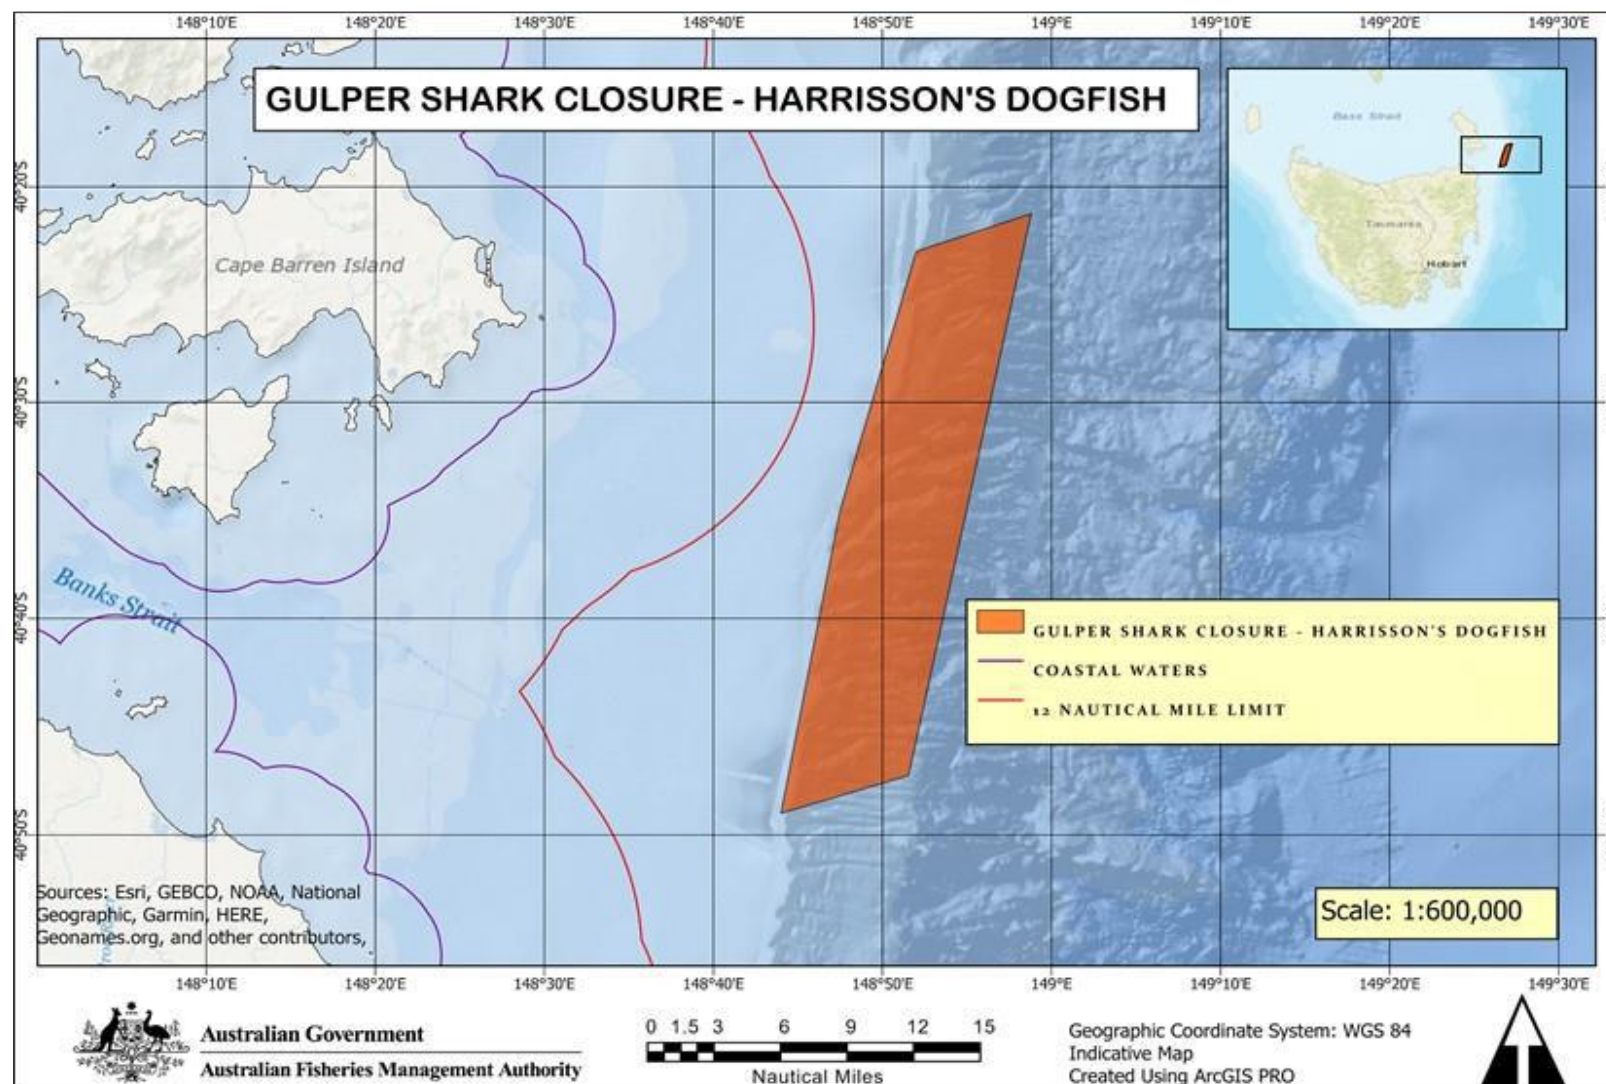 148°10'E 148°20'E 148°30'E 148°40'E 148°50'E 149°E 149°10'E 149°20'E 149°30'E
GULPER SHARK CLOSURE - HARRISSON'S DOGFISH
Bass Strait
Tasmania
Hobart
40°20'S
Cape Barren Island
40°30'S
Banks Strait
40°40'S
GULPER SHARK CLOSURE - HARRISSON'S DOGFISH
COASTAL WATERS
12 NAUTICAL MILE LIMIT
40°50'S
Sources: Esri, GEBCO, NOAA, National
Geographic, Garmin, HERE,
Geonames.org, and other contributors,
Scale: 1:600,000
148°10'E 148°20'E 148°30'E 148°40'E 148°50'E 149°E 149°10'E 149°20'E 149°30'E
Australian Government
Australian Fisheries Management Authority
0 1.5 3 6 9 12 15
Nautical Miles
Geographic Coordinate System: WGS 84
Indicative Map
Created Using ArcGIS PRO